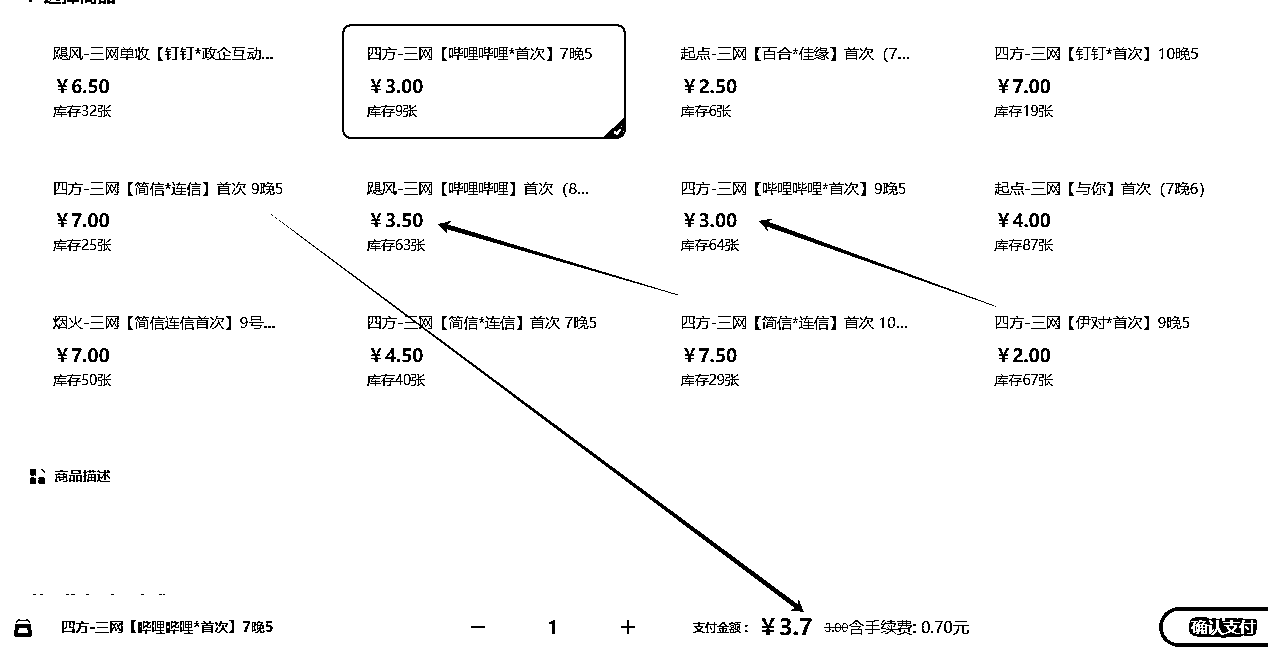 选择商品
飓风-三网单收【钉钉*政企互动...
¥6.50
库存32张
四方-三网【哔哩哔哩*首次】7晚5
¥3.00
库存9张
起点-三网【百合*佳缘】首次（7...
¥2.50
库存6张
四方-三网【钉钉*首次】10晚5
¥7.00
库存19张
四方-三网【简信*连信】首次 9晚5
¥7.00
库存25张
飓风-三网【哔哩哔哩】首次（8...
¥3.50
库存63张
四方-三网【哔哩哔哩*首次】9晚5
¥3.00
库存64张
起点-三网【与你】首次（7晚6）
¥4.00
库存87张
烟火-三网【简信连信首次】9号...
¥7.00
库存50张
四方-三网【简信*连信】首次 7晚5
¥4.50
库存40张
四方-三网【简信*连信】首次 10...
¥7.50
库存29张
四方-三网【伊对*首次】9晚5
¥2.00
库存67张
商品描述
四方-三网【哔哩哔哩*首次】7晚5
— 1 +
支付金额：¥3.7 3.00含手续费: 0.70元
确认支付